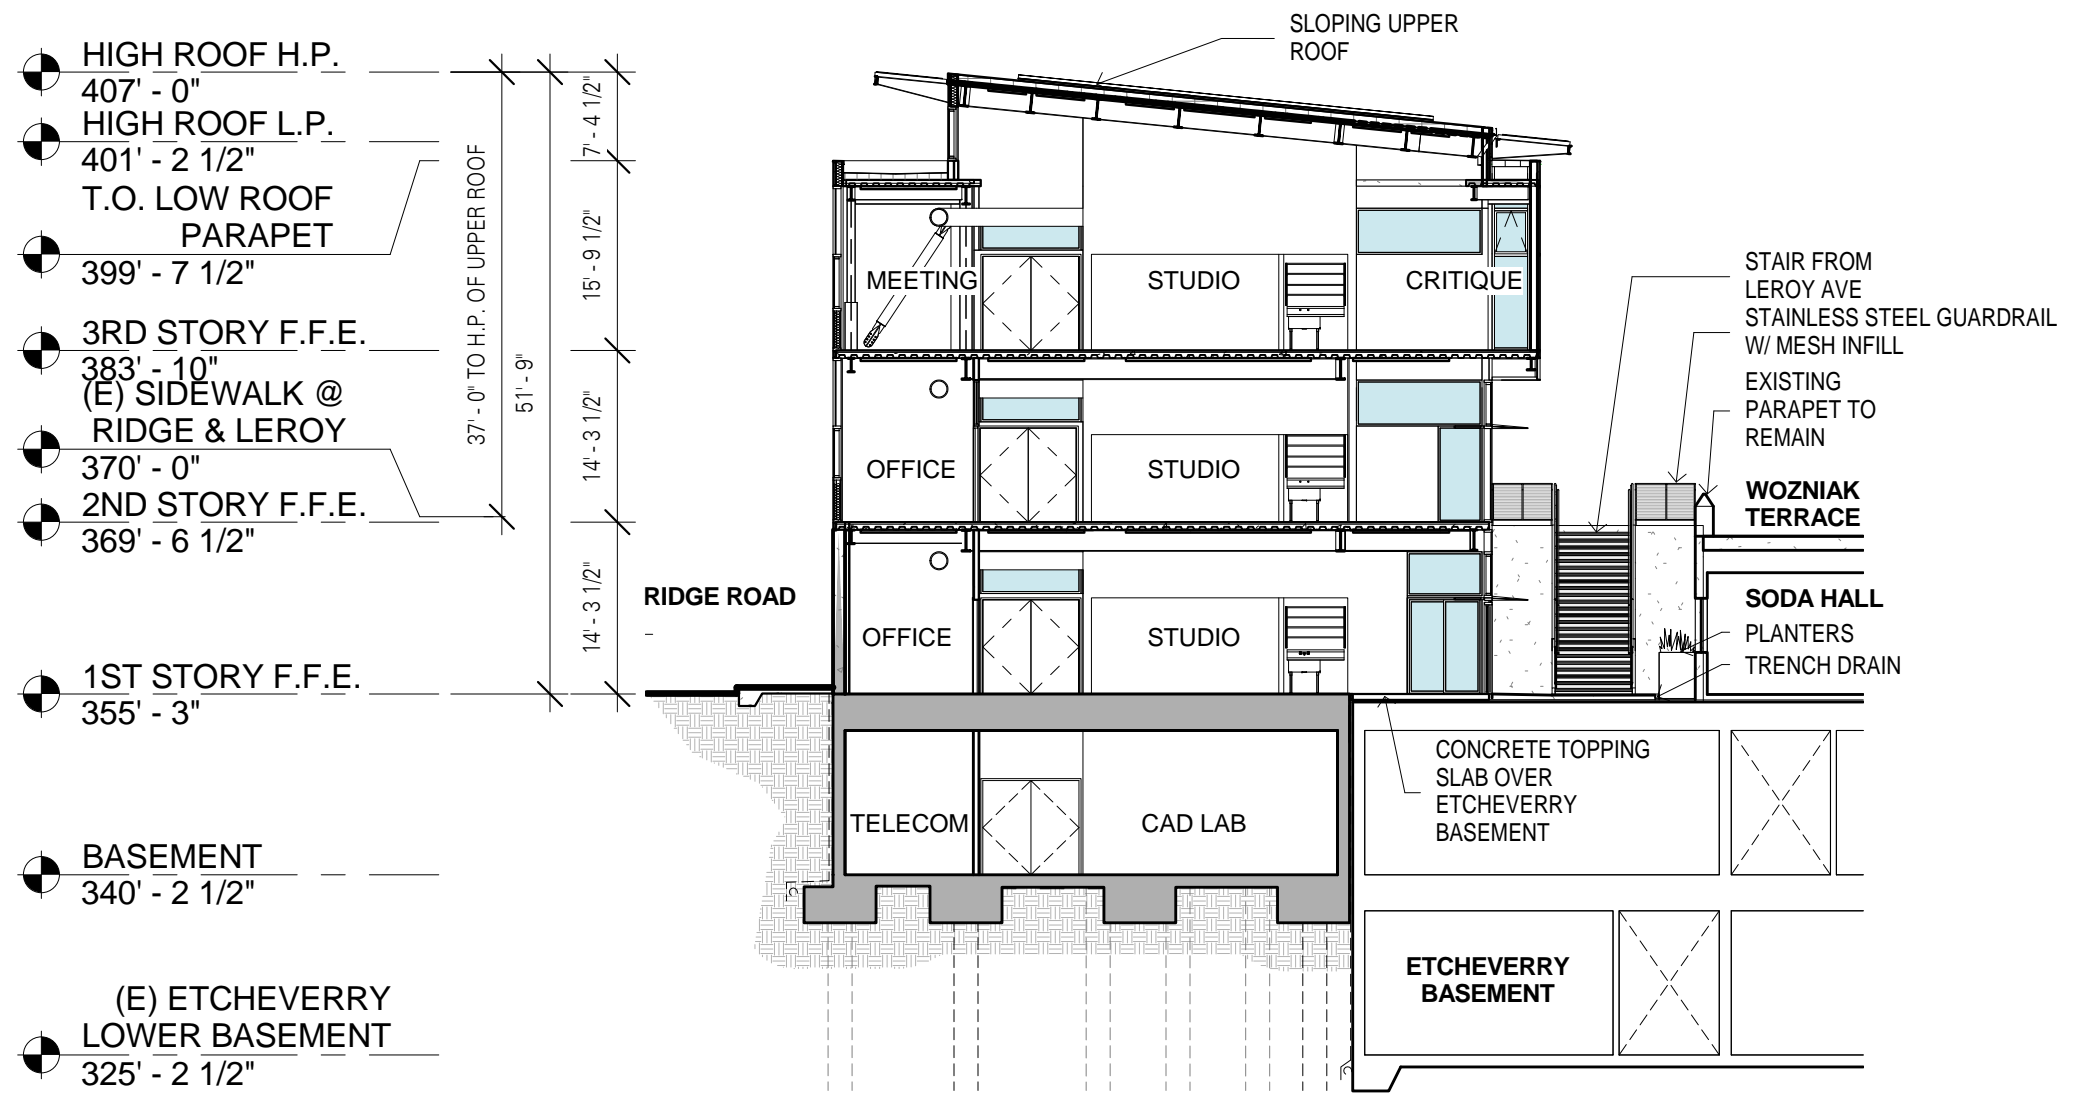 HIGH ROOF H.P.
407' - 0"
HIGH ROOF L.P.
401' - 2 1/2"
T.O. LOW ROOF
PARAPET
399' - 7 1/2"
3RD STORY F.F.E.
383' - 10"
(E) SIDEWALK @
RIDGE & LEROY
370' - 0"
2ND STORY F.F.E.
369' - 6 1/2"
1ST STORY F.F.E.
355' - 3"
BASEMENT
340' - 2 1/2"
(E) ETCHEVERRY
LOWER BASEMENT
325' - 2 1/2"
37' - 0" TO H.P. OF UPPER ROOF
51' - 9"
7' - 4 1/2"
15' - 9 1/2"
14' - 3 1/2"
14' - 3 1/2"
SLOPING UPPER
ROOF
MEETING
STUDIO
CRITIQUE
OFFICE
STUDIO
RIDGE ROAD
OFFICE
STUDIO
TELECOM
CAD LAB
STAIR FROM
LEROY AVE
STAINLESS STEEL GUARDRAIL
W/ MESH INFILL
EXISTING
PARAPET TO
REMAIN
WOZNIAK
TERRACE
SODA HALL
PLANTERS
TRENCH DRAIN
CONCRETE TOPPING
SLAB OVER
ETCHEVERRY
BASEMENT
ETCHEVERRY
BASEMENT